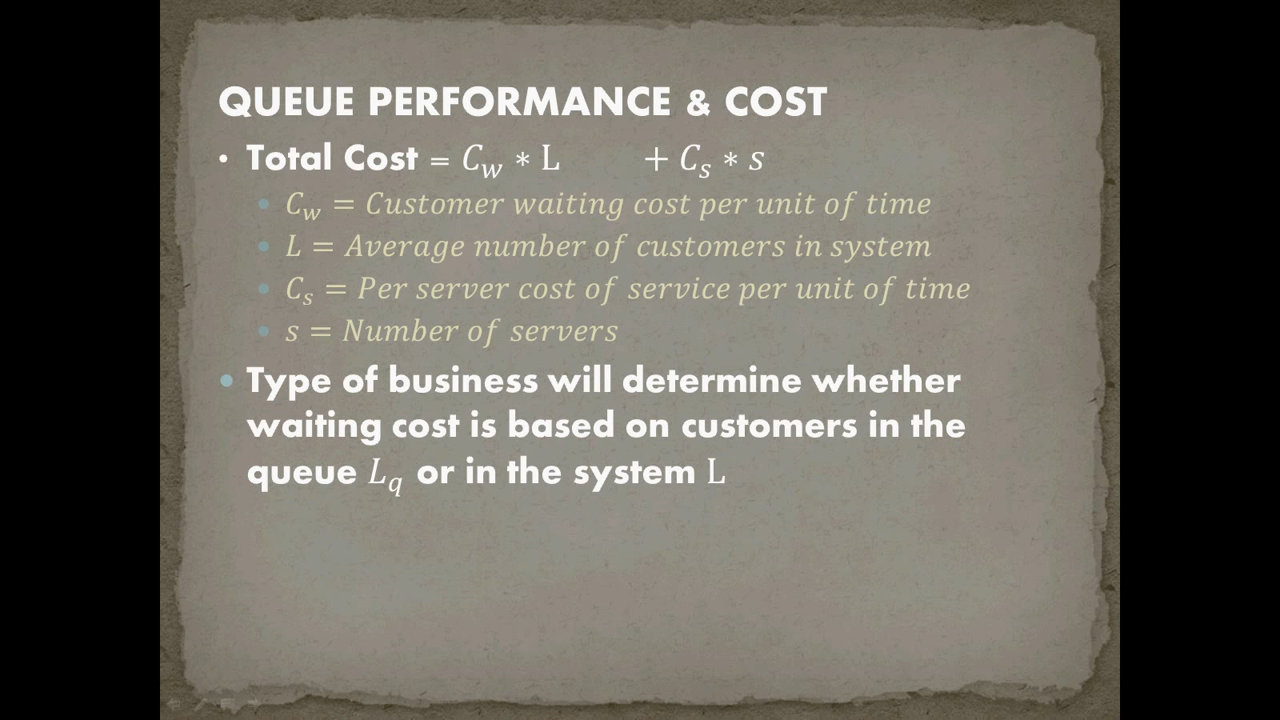 QUEUE PERFORMANCE & COST
• Total Cost = C_w * L + C_s * s
• C_w = Customer waiting cost per unit of time
• L = Average number of customers in system
• C_s = Per server cost of service per unit of time
• s = Number of servers
• Type of business will determine whether
waiting cost is based on customers in the
queue L_q or in the system L